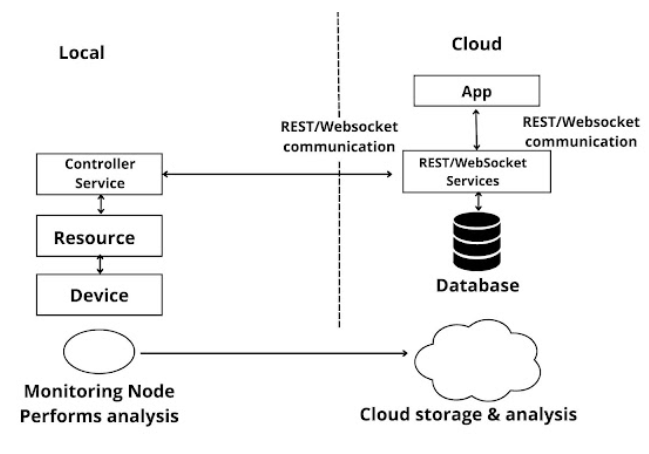 Local
Cloud
App
REST/Websocket
communication
REST/Websocket
communication
Controller
Service
REST/WebSocket
Services
Resource
Device
Database
Monitoring Node
Performs analysis
Cloud storage & analysis